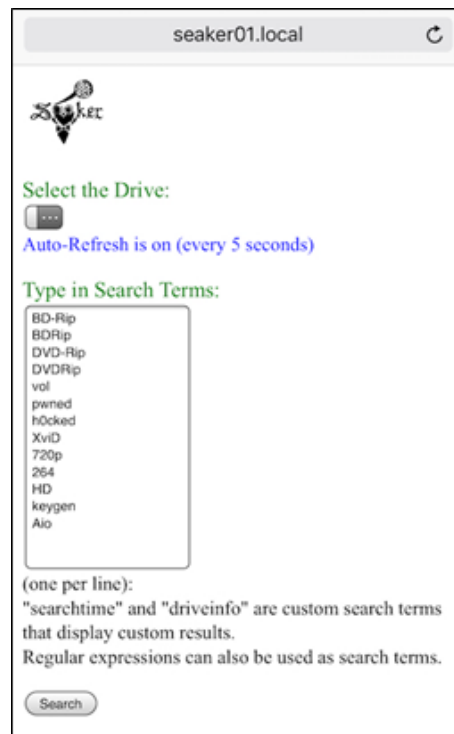 seaker01.local
Seaker
Select the Drive:
...
Auto-Refresh is on (every 5 seconds)
Type in Search Terms:
BD-Rip
BDRip
DVD-Rip
DVDRip
vol
pwned
h0cked
XviD
720p
264
HD
keygen
Aio
(one per line):
"searchtime" and "driveinfo" are custom search terms
that display custom results.
Regular expressions can also be used as search terms.
Search